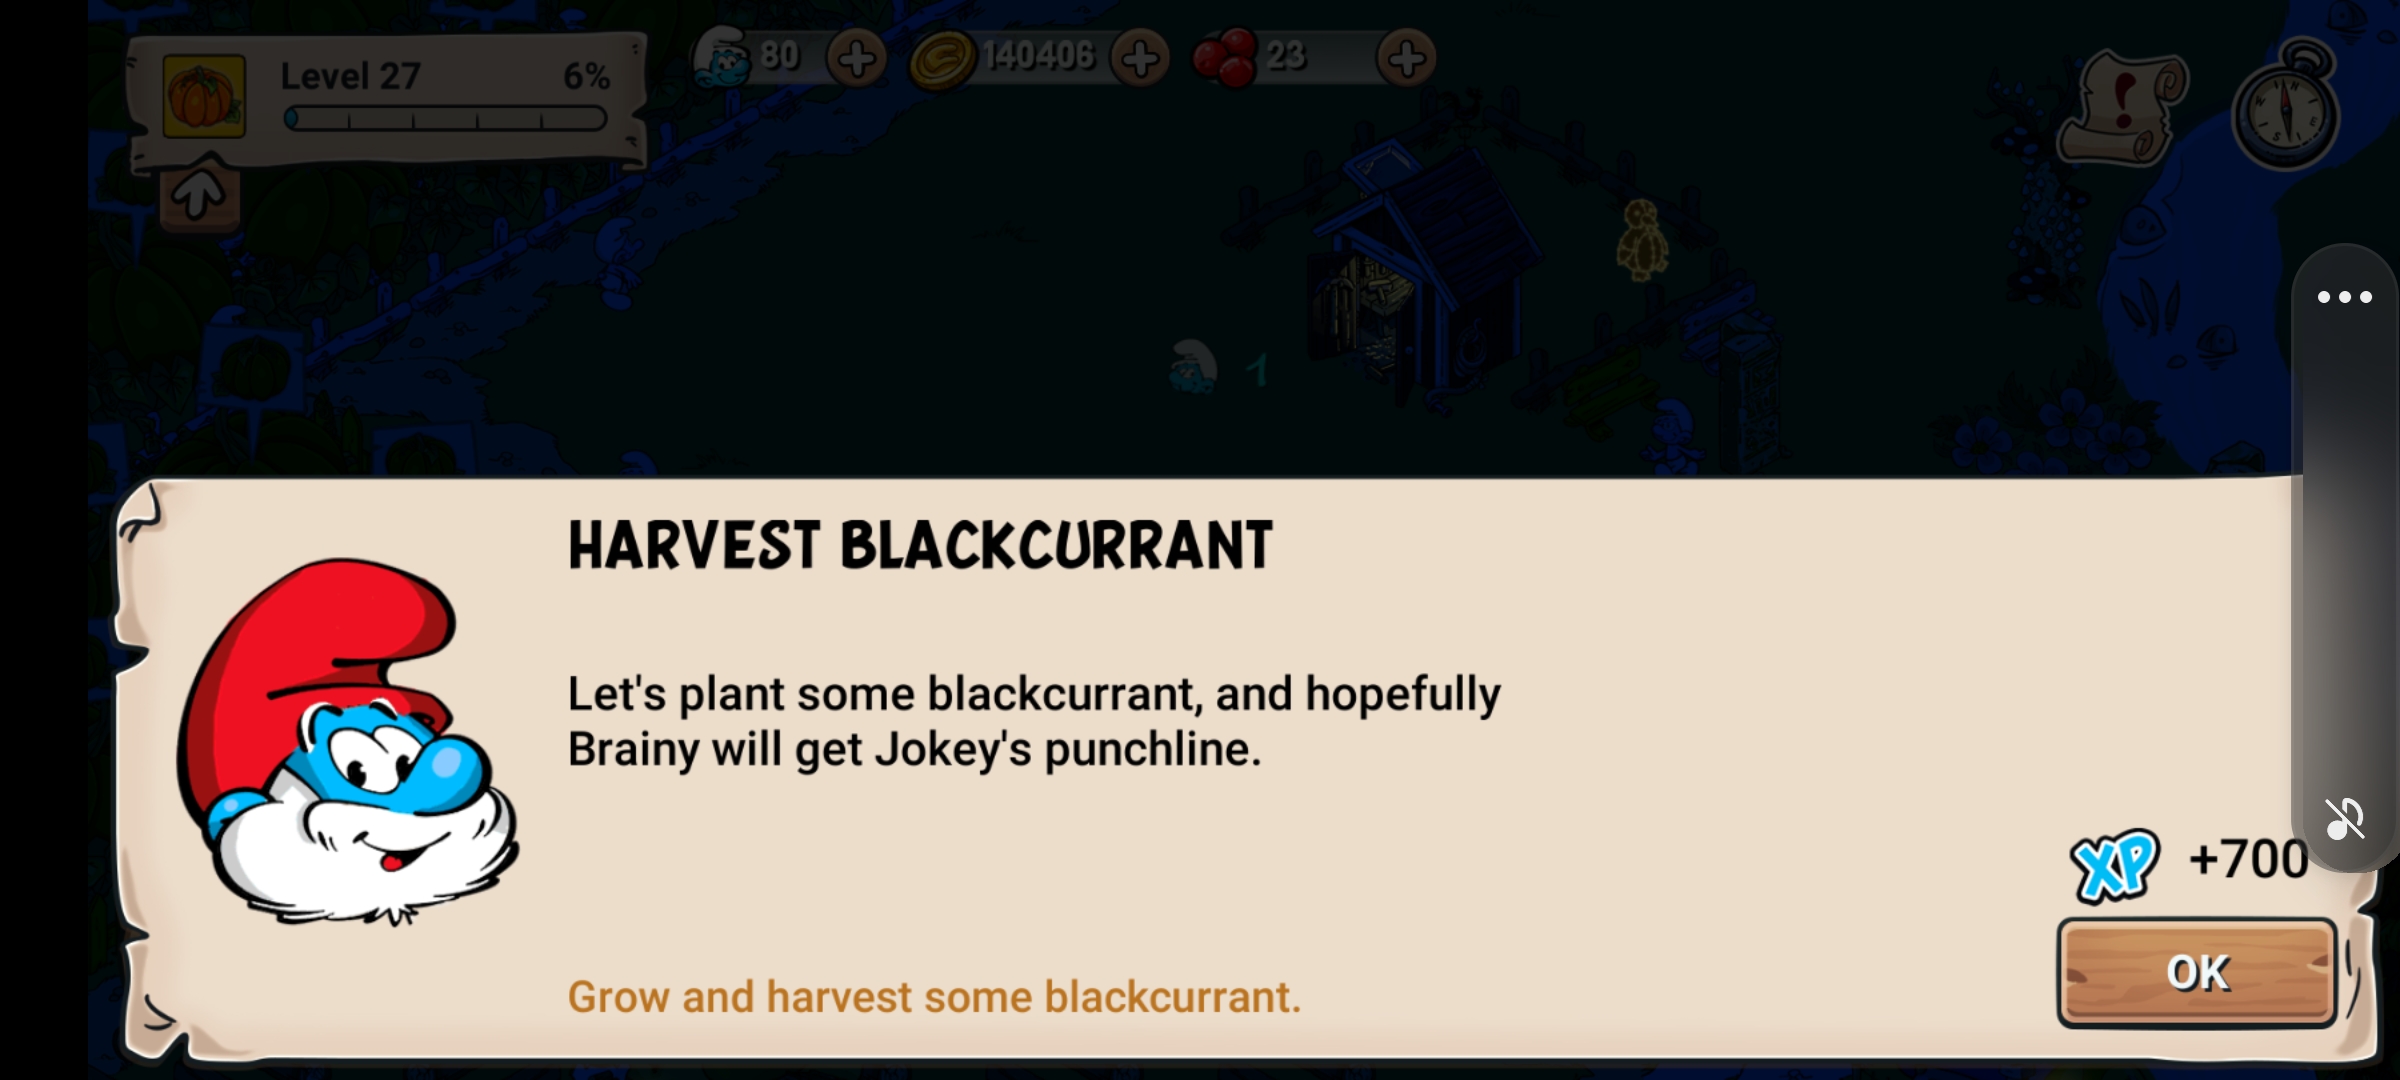 Level 27 6%
80 140406 23
1
HARVEST BLACKCURRANT
Let's plant some blackcurrant, and hopefully
Brainy will get Jokey's punchline.
XP +700
Grow and harvest some blackcurrant.
OK